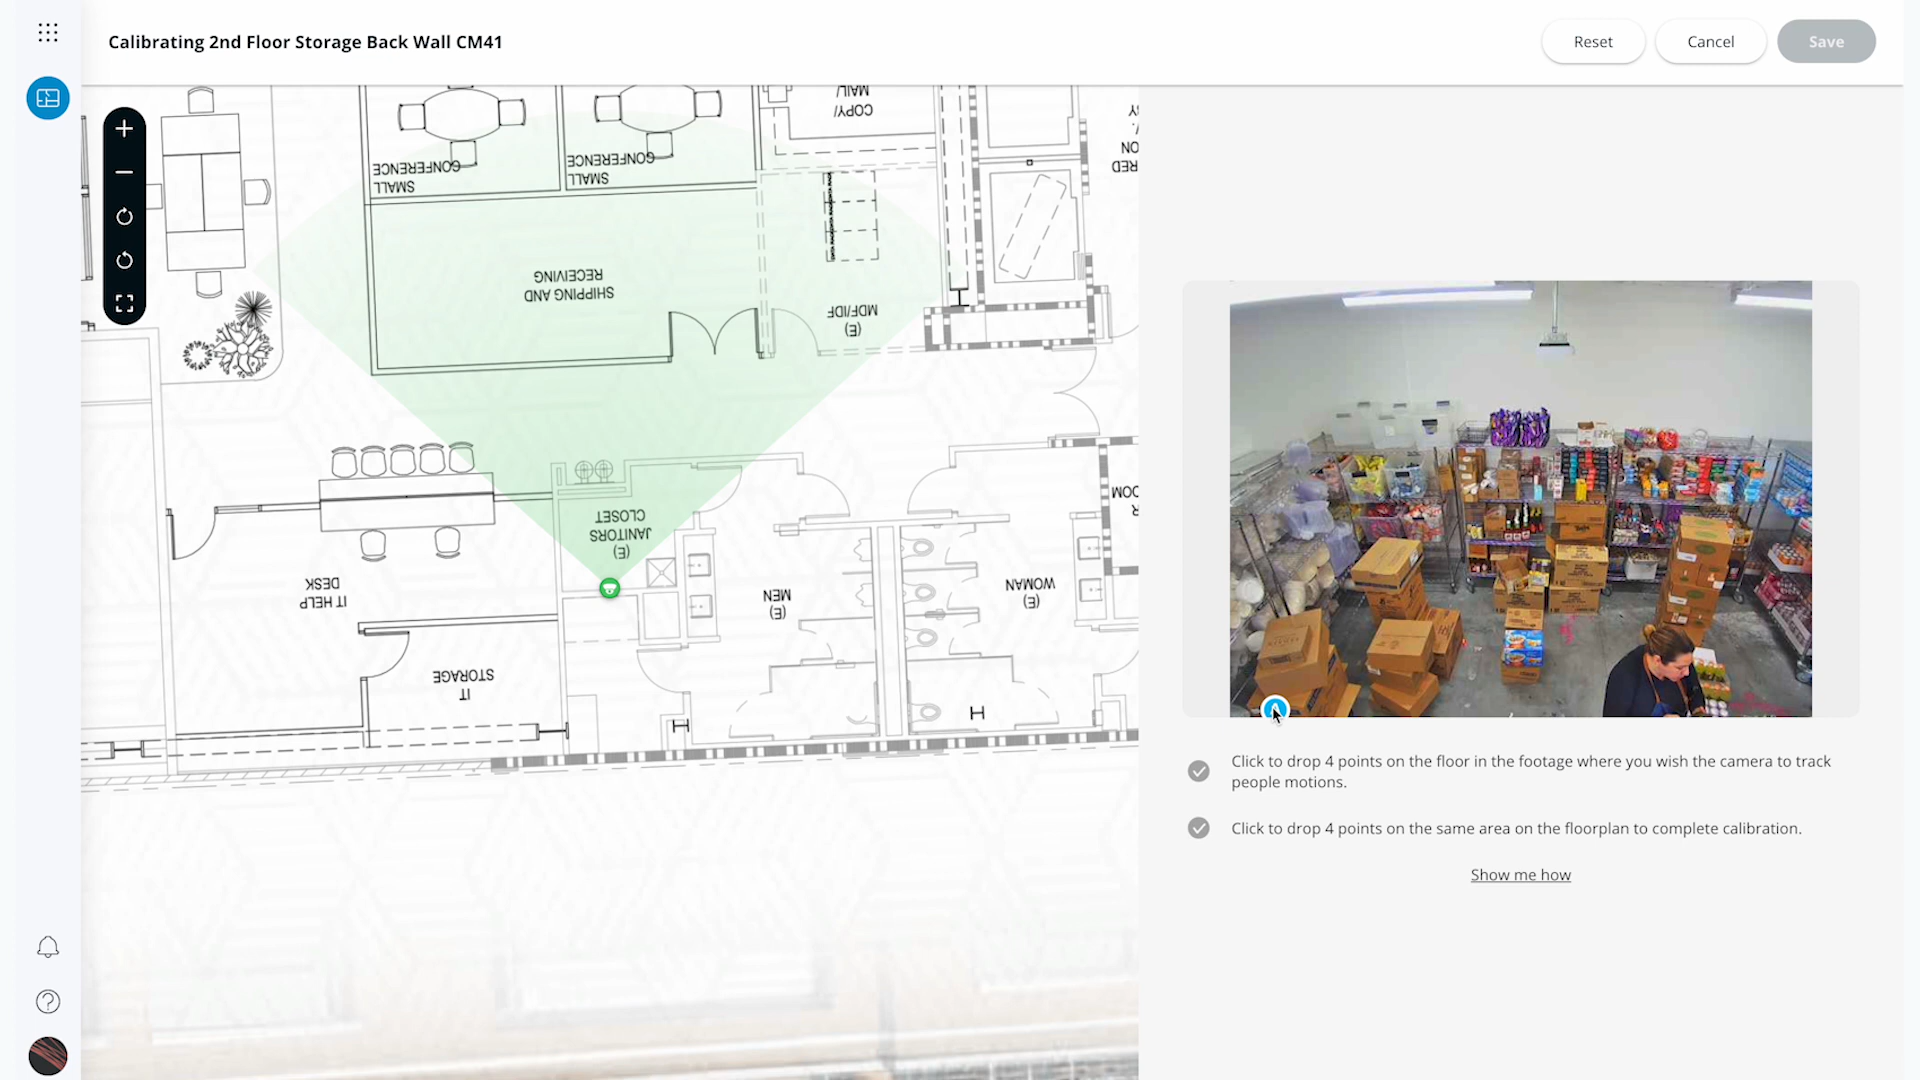 Calibrating 2nd Floor Storage Back Wall CM41
Reset
Cancel
Save
COPY/
MAIL/
SMALL
CONFERENCE
SMALL
CONFERENCE
SHIPPING AND
RECEIVING
(E)
MDF/IDF
(E)
JANITORS
CLOSET
IT HELP
DESK
(E)
MEN
(E)
WOMAN
IT
STORAGE
Click to drop 4 points on the floor in the footage where you wish the camera to track
people motions.
Click to drop 4 points on the same area on the floorplan to complete calibration.
Show me how